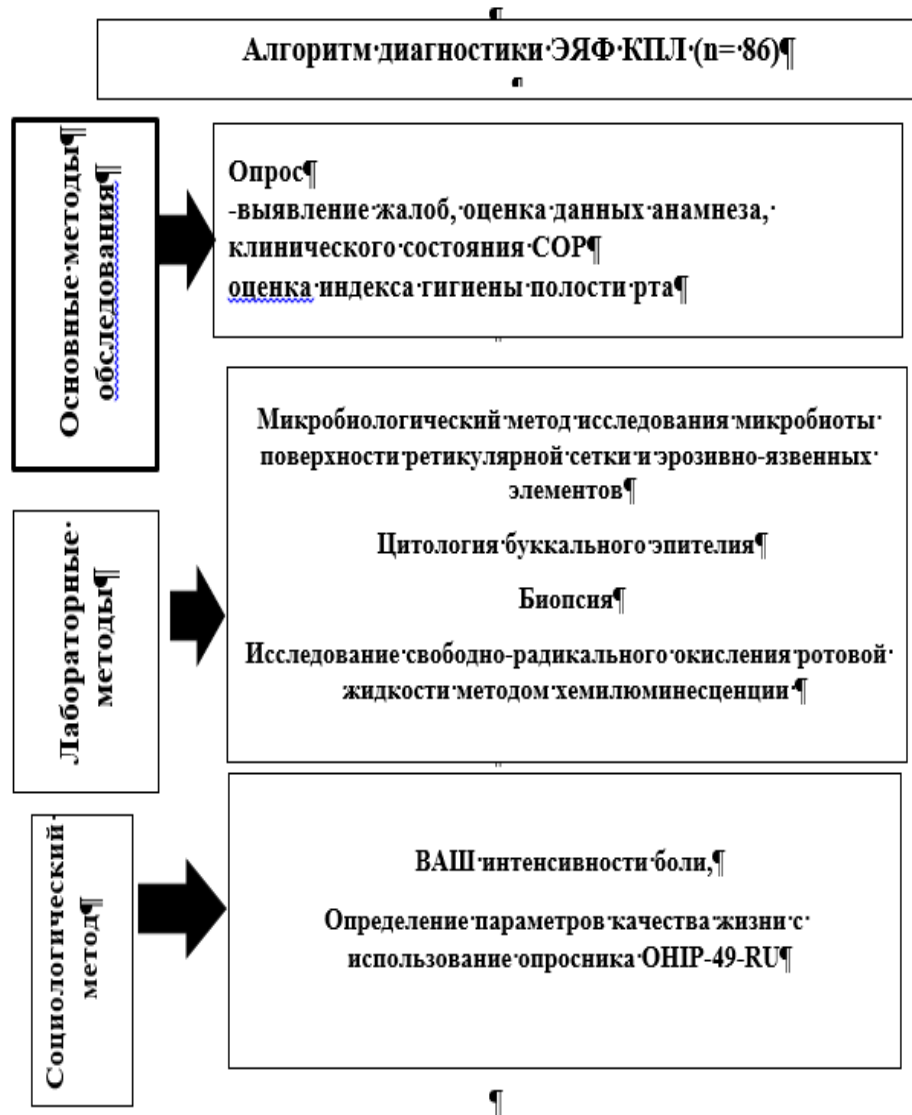 Алгоритм диагностики ЭЯФ КПЛ (n= 86)¶
¶
Основные методы¶
обследования¶
Опрос¶
-выявление жалоб, оценка данных анамнеза,
клинического состояния СОР¶
оценка индекса гигиены полости рта¶
Лабораторные
методы¶
Микробиологический метод исследования микробиоты
поверхности ретикулярной сетки и эрозивно-язвенных
элементов¶
Цитология буккального эпителия¶
Биопсия¶
Исследование свободно-радикального окисления ротовой
жидкости методом хемилюминесценции ¶
Социологический
метод¶
ВАШ интенсивности боли,¶
Определение параметров качества жизни с
использование опросника OHIP-49-RU¶
¶